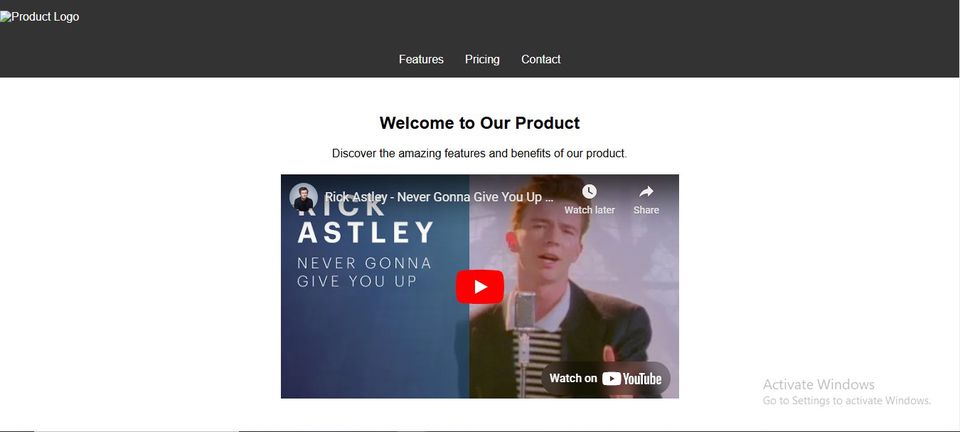 Product Logo
Features Pricing Contact
Welcome to Our Product
Discover the amazing features and benefits of our product.
Rick Astley - Never Gonna Give You Up ...
Watch later Share
RICK
ASTLEY
NEVER GONNA
GIVE YOU UP
Watch on YouTube
Activate Windows
Go to Settings to activate Windows.